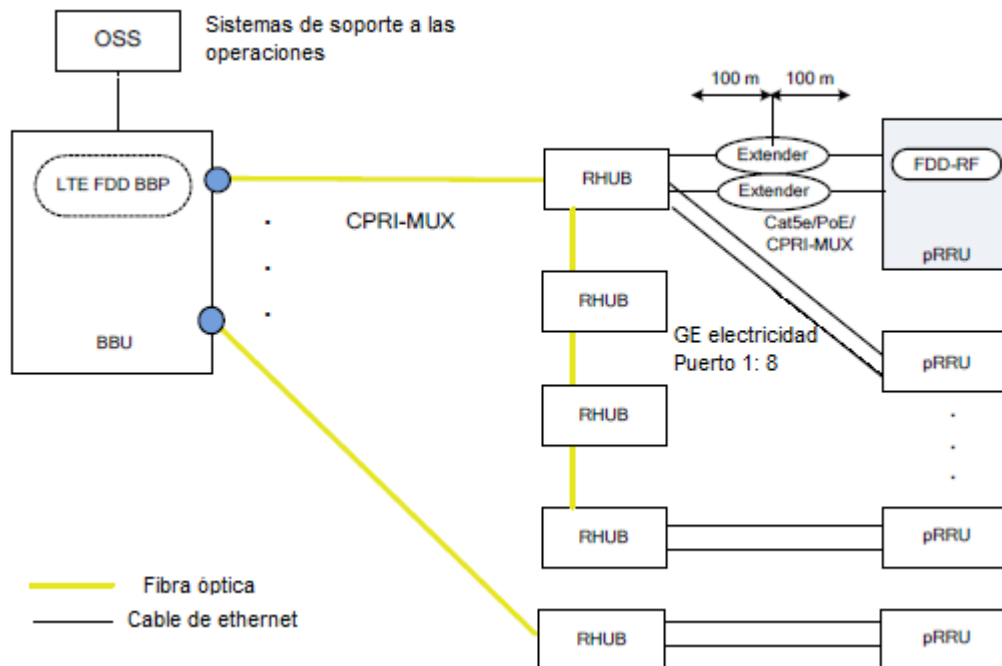 OSS
Sistemas de soporte a las
operaciones
100 m
100 m
LTE FDD BBP
BBU
CPRI-MUX
RHUB
Extender
Extender
Cat5e/PoE/
CPRI-MUX
FDD-RF
pRRU
RHUB
GE electricidad
Puerto 1: 8
pRRU
RHUB
RHUB
pRRU
Fibra óptica
Cable de ethernet
RHUB
pRRU